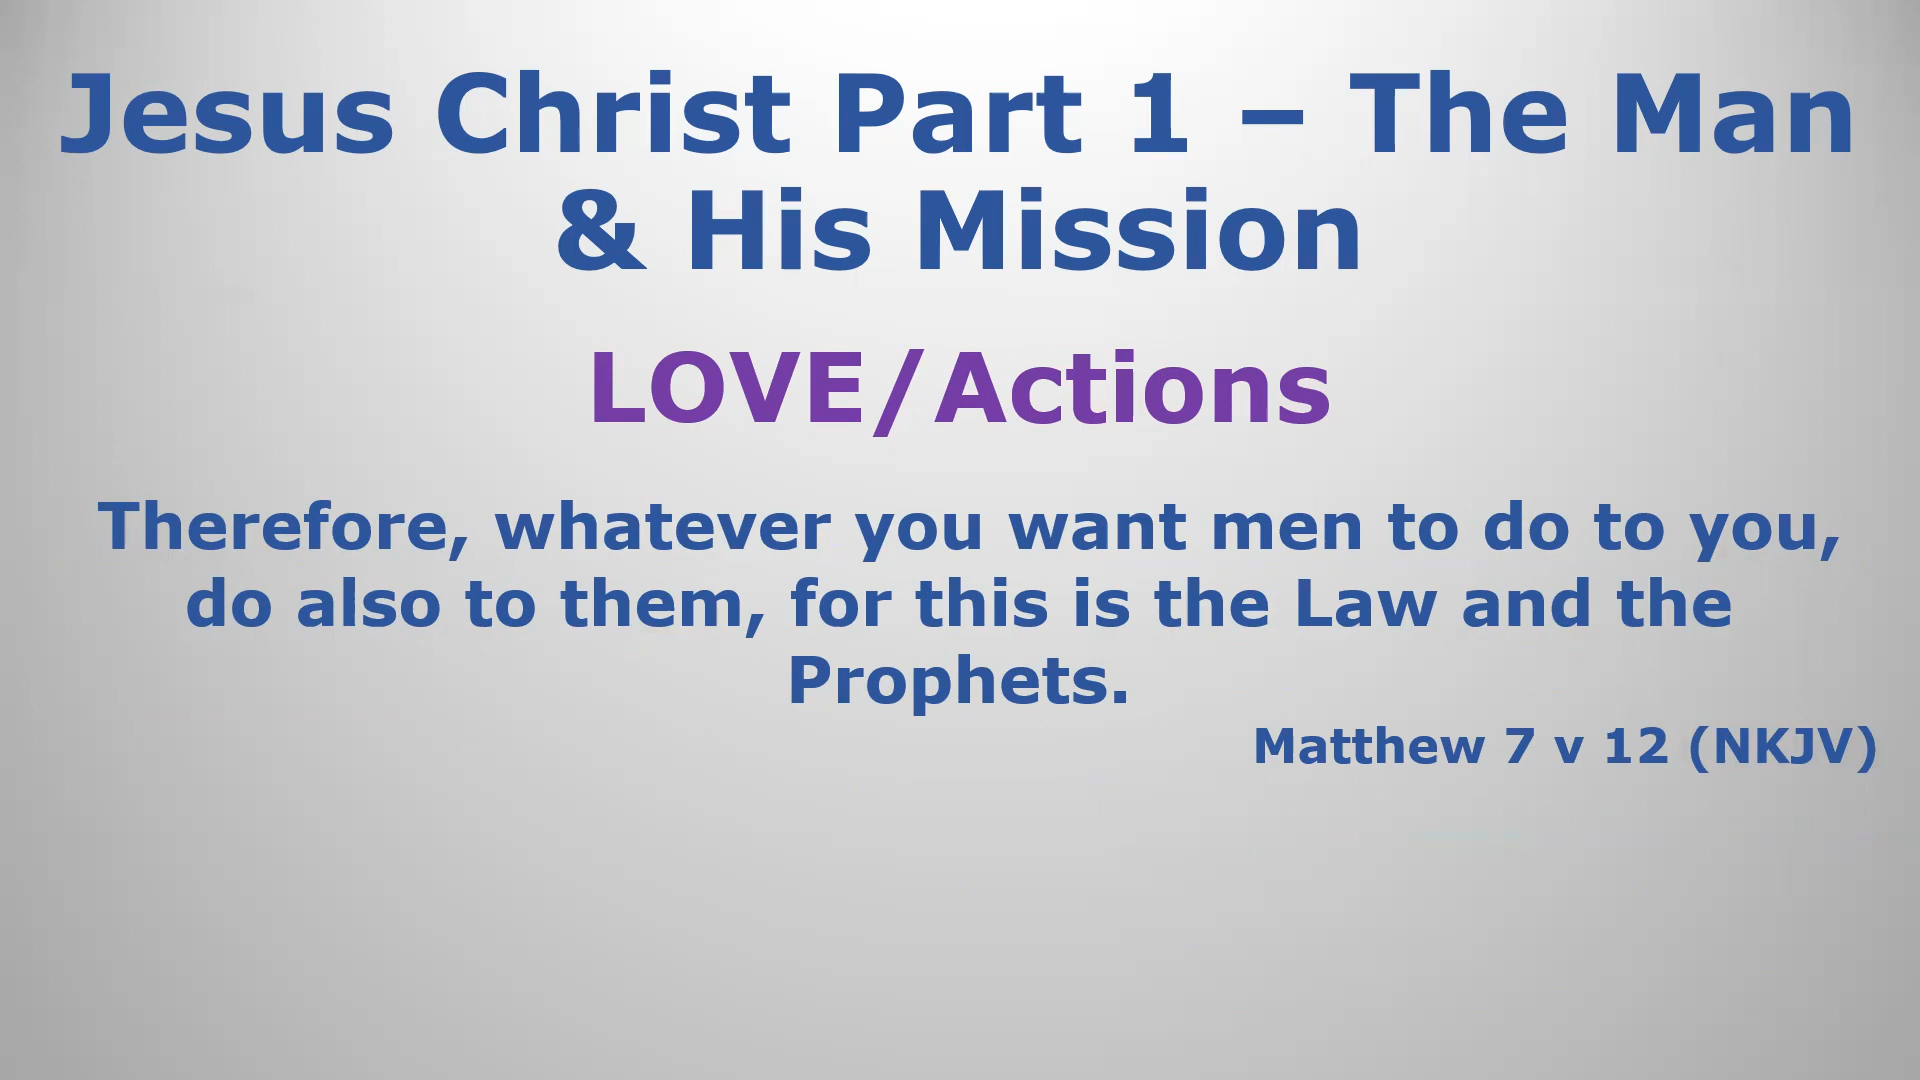 Jesus Christ Part 1 – The Man
& His Mission
LOVE/Actions
Therefore, whatever you want men to do to you,
do also to them, for this is the Law and the
Prophets.
Matthew 7 v 12 (NKJV)